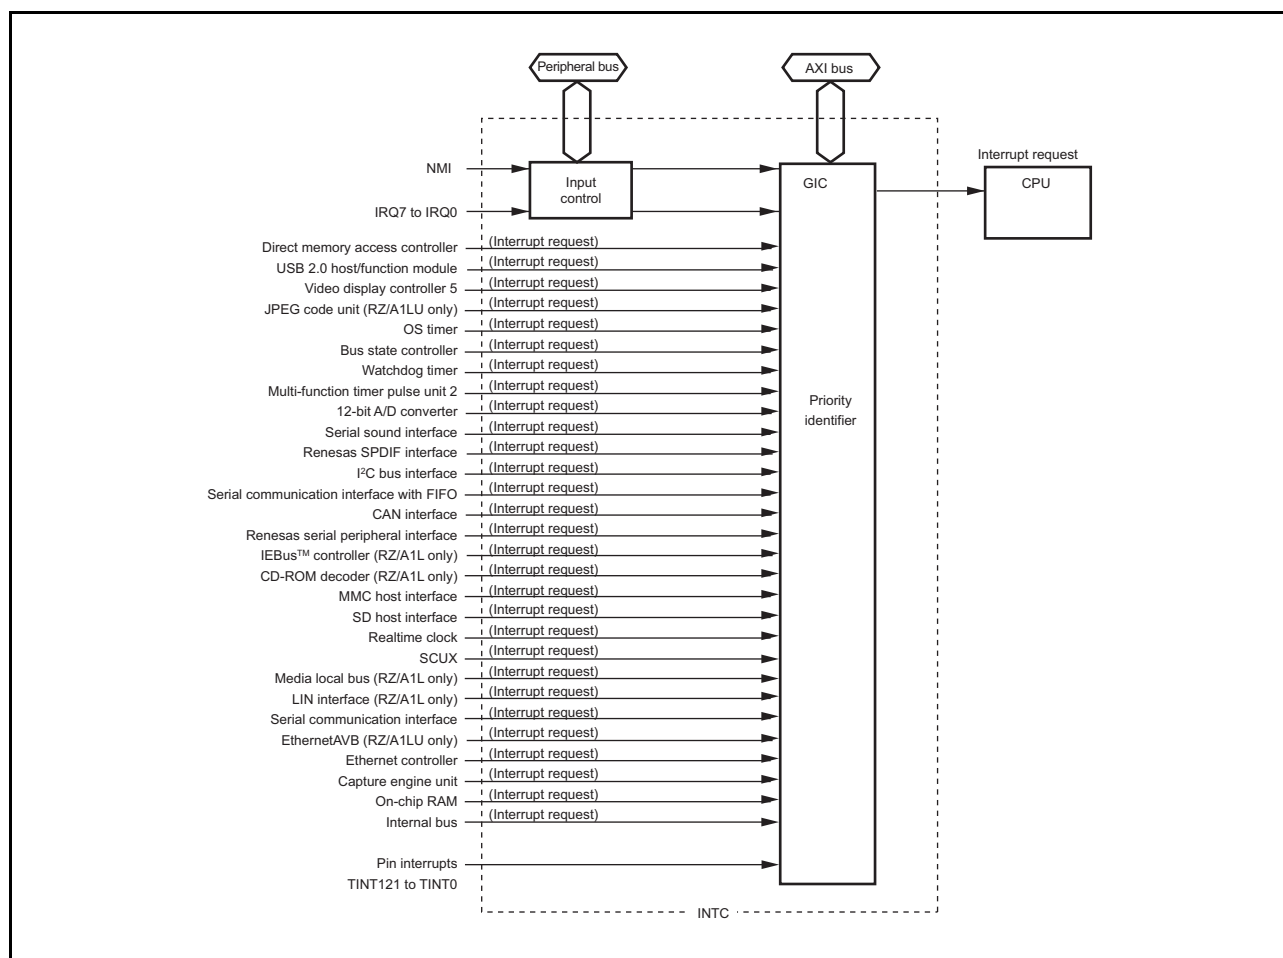 Peripheral bus
AXI bus
Interrupt request
NMI
Input
control
GIC
CPU
IRQ7 to IRQ0
Direct memory access controller (Interrupt request)
USB 2.0 host/function module (Interrupt request)
Video display controller 5 (Interrupt request)
JPEG code unit (RZ/A1LU only) (Interrupt request)
OS timer (Interrupt request)
Bus state controller (Interrupt request)
Watchdog timer (Interrupt request)
Multi-function timer pulse unit 2 (Interrupt request)
12-bit A/D converter (Interrupt request)
Priority
identifier
Serial sound interface (Interrupt request)
Renesas SPDIF interface (Interrupt request)
I²C bus interface (Interrupt request)
Serial communication interface with FIFO (Interrupt request)
CAN interface (Interrupt request)
Renesas serial peripheral interface (Interrupt request)
IEBus™ controller (RZ/A1L only) (Interrupt request)
CD-ROM decoder (RZ/A1L only) (Interrupt request)
MMC host interface (Interrupt request)
SD host interface (Interrupt request)
Realtime clock (Interrupt request)
SCUX (Interrupt request)
Media local bus (RZ/A1L only) (Interrupt request)
LIN interface (RZ/A1L only) (Interrupt request)
Serial communication interface (Interrupt request)
EthernetAVB (RZ/A1LU only) (Interrupt request)
Ethernet controller (Interrupt request)
Capture engine unit (Interrupt request)
On-chip RAM (Interrupt request)
Internal bus (Interrupt request)
Pin interrupts
TINT121 to TINT0
INTC